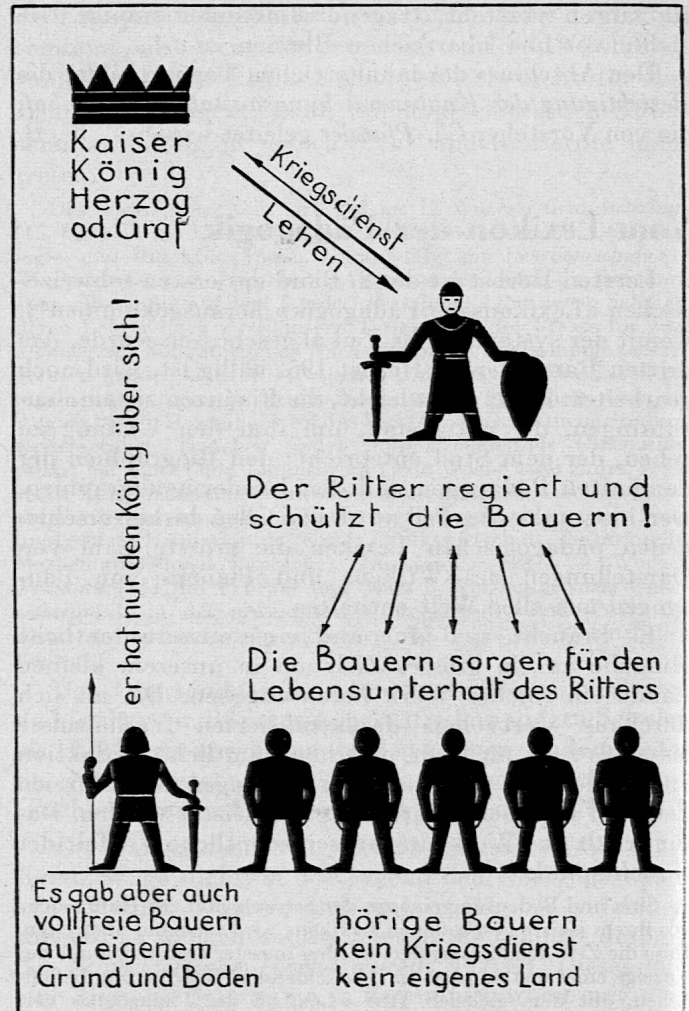 Kaiser
König
Herzog
od. Graf
Kriegsdienst
Lehen
er hat nur den König über sich!
Der Ritter regiert und
schützt die Bauern!
Die Bauern sorgen für den
Lebensunterhalt des Ritters
Es gab aber auch
vollfreie Bauern
auf eigenem
Grund und Boden
hörige Bauern
kein Kriegsdienst
kein eigenes Land